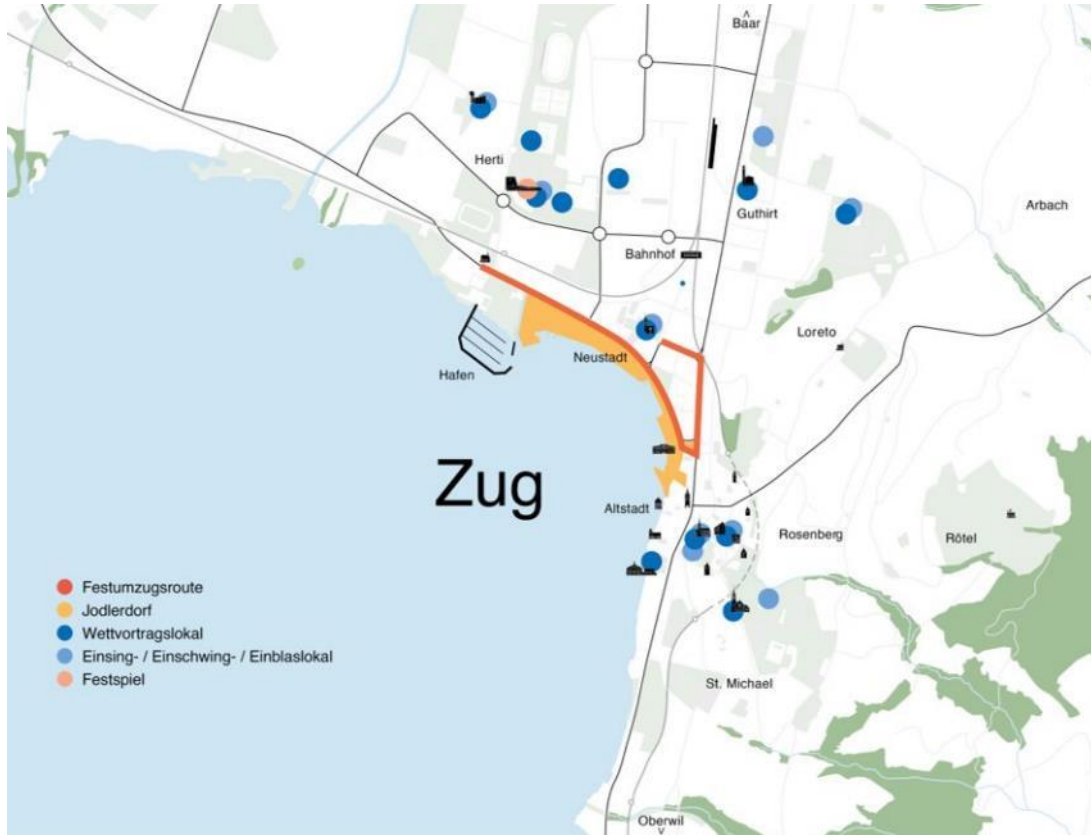 Baar
Herti
Guthirt
Arbach
Bahnhof
Loreto
Neustadt
Hafen
Zug
Altstadt
Rosenberg
Rötel
Festumzugsroute
Jodlerdorf
Wettvortragslokal
Einsing- / Einschwing- / Einblaslokal
Festspiel
St. Michael
Oberwil